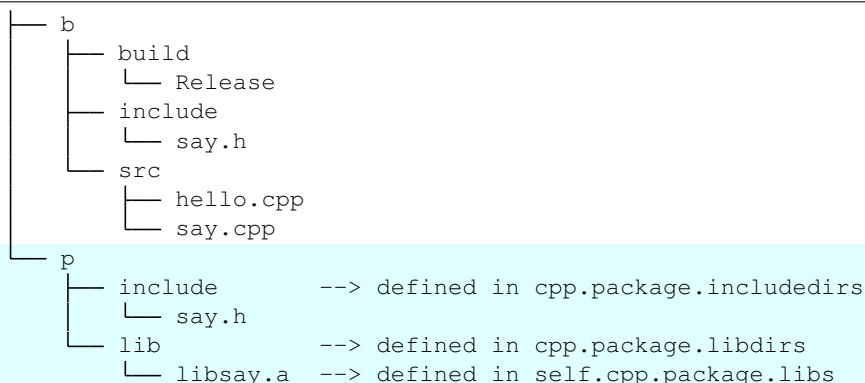 ├── b
│   ├── build
│   │   └── Release
│   ├── include
│   │   └── say.h
│   └── src
│       ├── hello.cpp
│       └── say.cpp
└── p
    ├── include       --> defined in cpp.package.includedirs
    │   └── say.h
    └── lib           --> defined in cpp.package.libdirs
        └── libsay.a  --> defined in self.cpp.package.libs